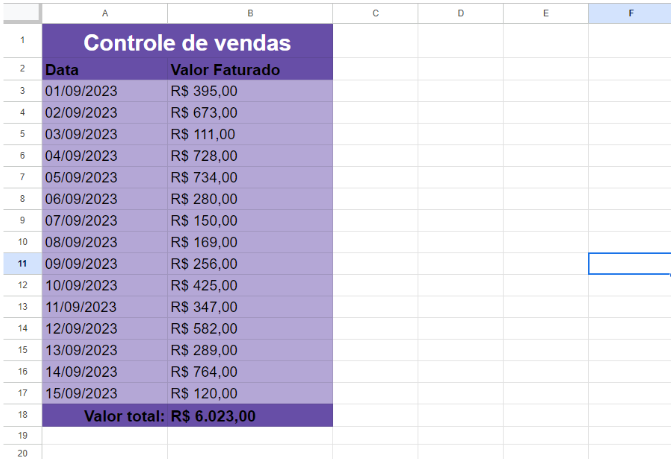 A B C D E F
1 Controle de vendas
2 Data Valor Faturado
3 01/09/2023 R$ 395,00
4 02/09/2023 R$ 673,00
5 03/09/2023 R$ 111,00
6 04/09/2023 R$ 728,00
7 05/09/2023 R$ 734,00
8 06/09/2023 R$ 280,00
9 07/09/2023 R$ 150,00
10 08/09/2023 R$ 169,00
11 09/09/2023 R$ 256,00
12 10/09/2023 R$ 425,00
13 11/09/2023 R$ 347,00
14 12/09/2023 R$ 582,00
15 13/09/2023 R$ 289,00
16 14/09/2023 R$ 764,00
17 15/09/2023 R$ 120,00
18 Valor total: R$ 6.023,00
19
20